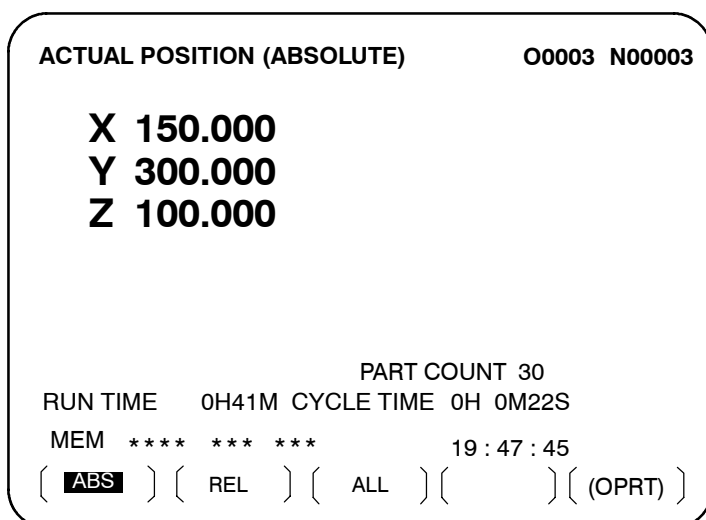 ACTUAL POSITION (ABSOLUTE) O0003 N00003
X 150.000
Y 300.000
Z 100.000
PART COUNT 30
RUN TIME 0H41M CYCLE TIME 0H 0M22S
MEM **** *** *** 19 : 47 : 45
[ ABS ] [ REL ] [ ALL ] [ ] [ (OPRT) ]